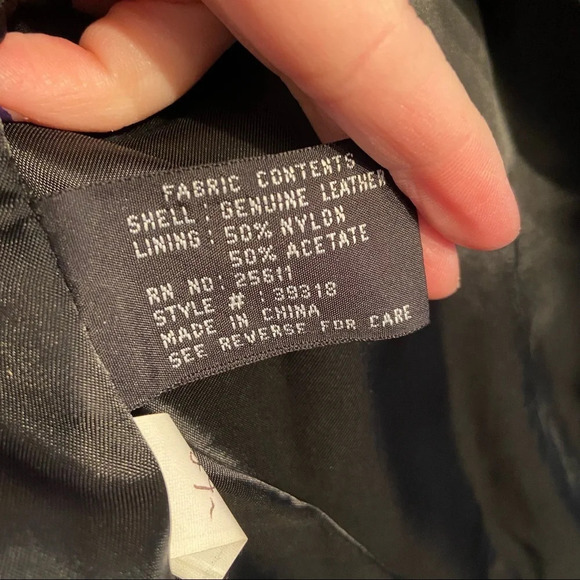 FABRIC CONTENTS
SHELL : GENUINE LEATHER
LINING : 50% NYLON
50% ACETATE
RN NO: 25611
STYLE # : 39318
MADE IN CHINA
SEE REVERSE FOR CARE